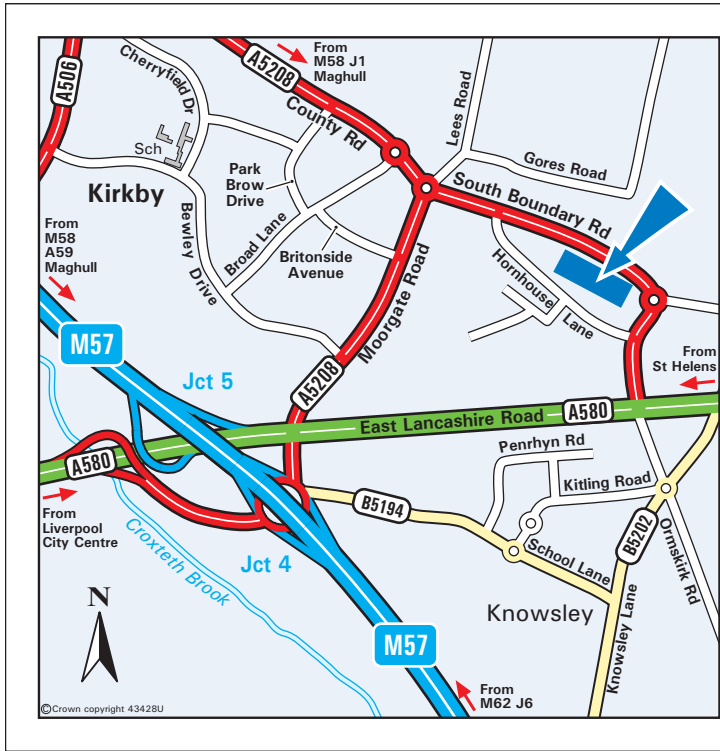 A506
Cherryfield Dr
A5208
From
M58 J1
Maghull
County Rd
Lees Road
Sch
Gores Road
Park
Brow
Drive
South Boundary Rd
Kirkby
From
M58
A59
Maghull
Bewley Drive
Broad Lane
Britonside
Avenue
Moorgate Road
Hornhouse
Lane
M57
Jct 5
A5208
From
St Helens
East Lancashire Road
A580
A580
Penrhyn Rd
Kitling Road
From
Liverpool
City Centre
B5194
School Lane
B5202
Ormskirk Rd
Croxteth Brook
Jct 4
Knowsley
Knowsley Lane
N
M57
From
M62 J6
©Crown copyright 43428U